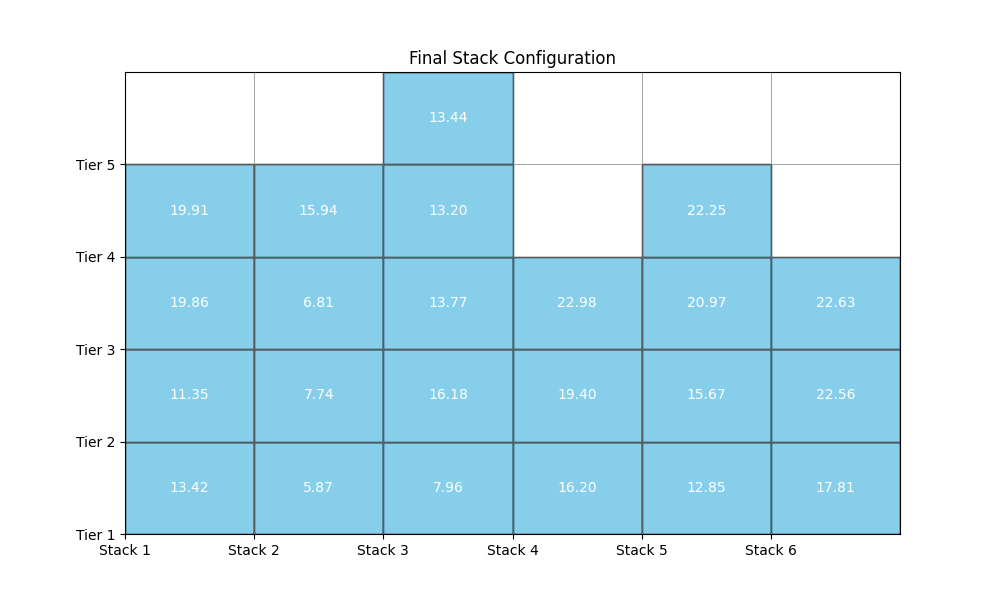 Final Stack Configuration
13.44
Tier 5
19.91 15.94 13.20 22.25
Tier 4
19.86 6.81 13.77 22.98 20.97 22.63
Tier 3
11.35 7.74 16.18 19.40 15.67 22.56
Tier 2
13.42 5.87 7.96 16.20 12.85 17.81
Tier 1
Stack 1 Stack 2 Stack 3 Stack 4 Stack 5 Stack 6